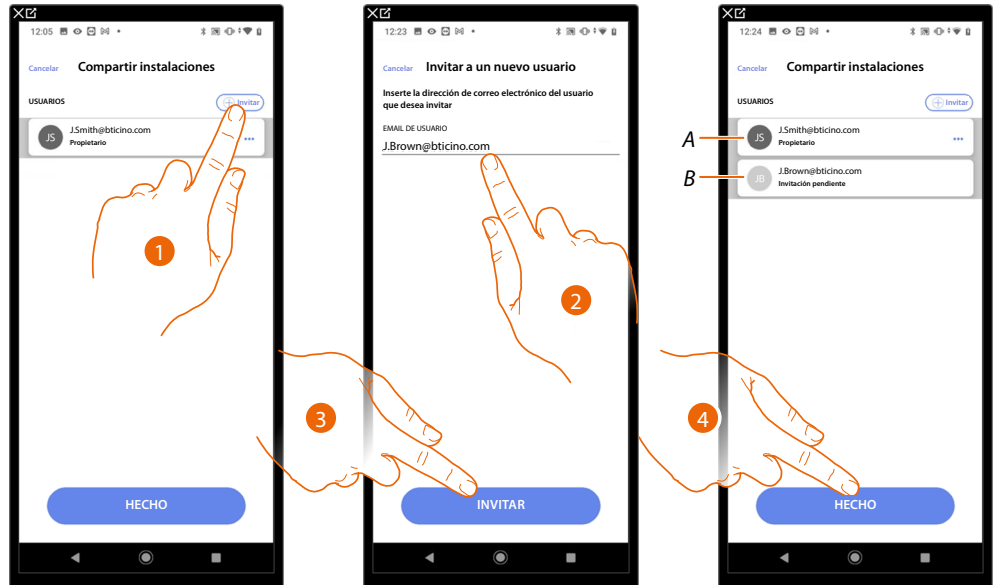 12:05
Cancelar Compartir instalaciones
USUARIOS
Invitar
JS
J.Smith@bticino.com
Propietario
1
HECHO
12:23
Cancelar Invitar a un nuevo usuario
Inserte la dirección de correo electrónico del usuario
que desea invitar
EMAIL DE USUARIO
J.Brown@bticino.com
2
3
INVITAR
12:24
Cancelar Compartir instalaciones
USUARIOS
Invitar
A
JS
J.Smith@bticino.com
Propietario
B
JB
J.Brown@bticino.com
Invitación pendiente
4
HECHO